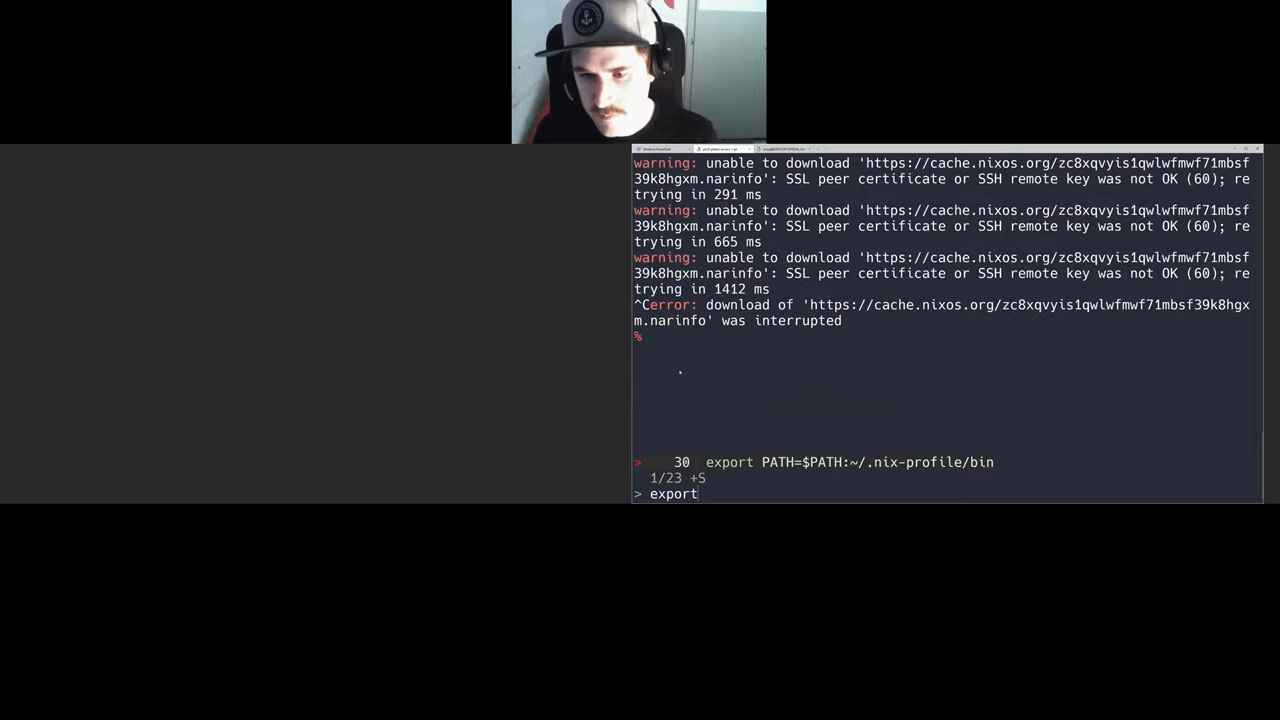 warning: unable to download 'https://cache.nixos.org/zc8xqvyis1qwlwfmwf71mbsf
39k8hgxm.narinfo': SSL peer certificate or SSH remote key was not OK (60); re
trying in 291 ms
warning: unable to download 'https://cache.nixos.org/zc8xqvyis1qwlwfmwf71mbsf
39k8hgxm.narinfo': SSL peer certificate or SSH remote key was not OK (60); re
trying in 665 ms
warning: unable to download 'https://cache.nixos.org/zc8xqvyis1qwlwfmwf71mbsf
39k8hgxm.narinfo': SSL peer certificate or SSH remote key was not OK (60); re
trying in 1412 ms
^Cerror: download of 'https://cache.nixos.org/zc8xqvyis1qwlwfmwf71mbsf39k8hgx
m.narinfo' was interrupted
%
> 30 export PATH=$PATH:~/.nix-profile/bin
1/23 +S
> export